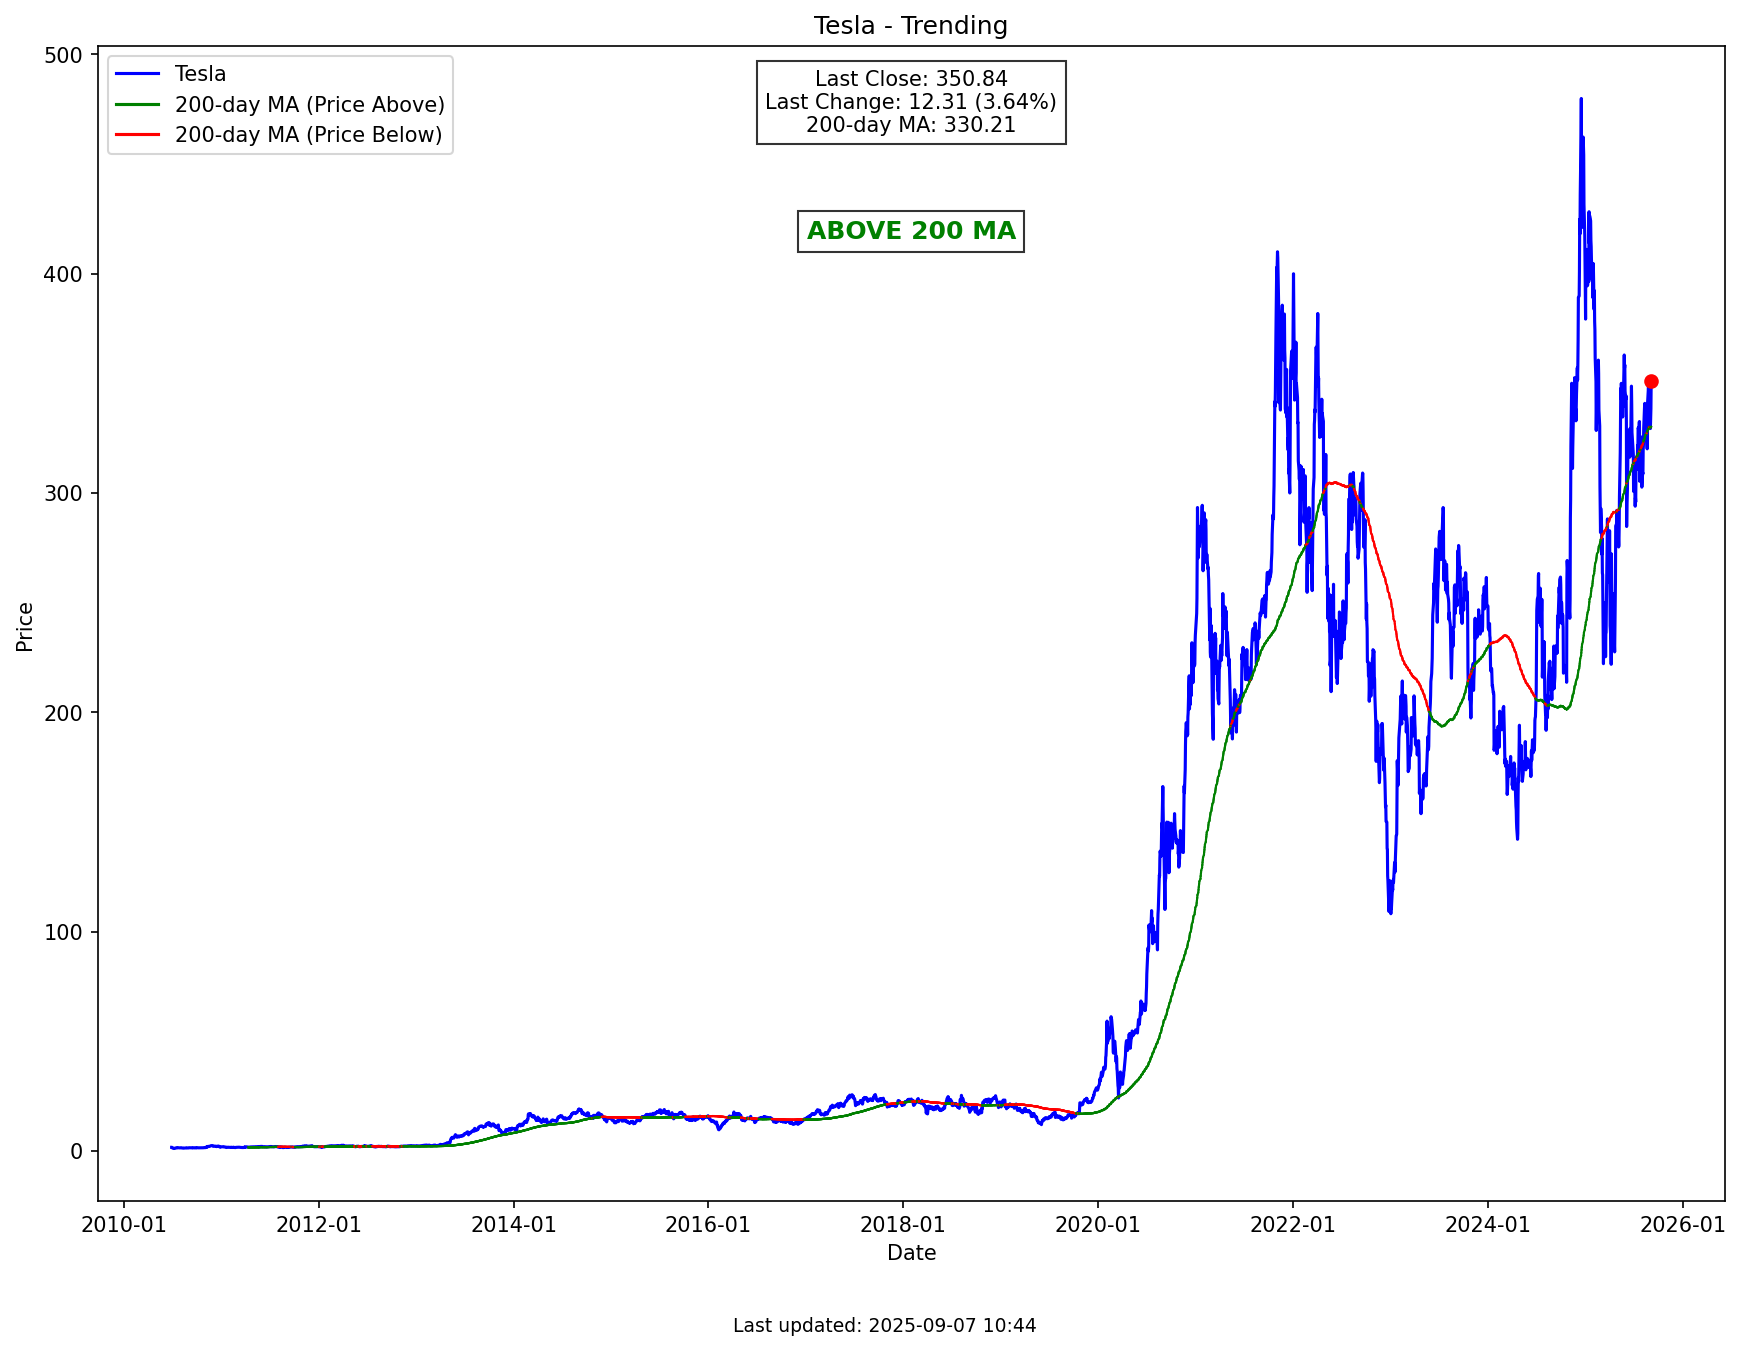 Tesla - Trending
500
400
300
200
100
0
Price
Tesla
200-day MA (Price Above)
200-day MA (Price Below)
Last Close: 350.84
Last Change: 12.31 (3.64%)
200-day MA: 330.21
ABOVE 200 MA
2010-01
2012-01
2014-01
2016-01
2018-01
2020-01
2022-01
2024-01
2026-01
Date
Last updated: 2025-09-07 10:44